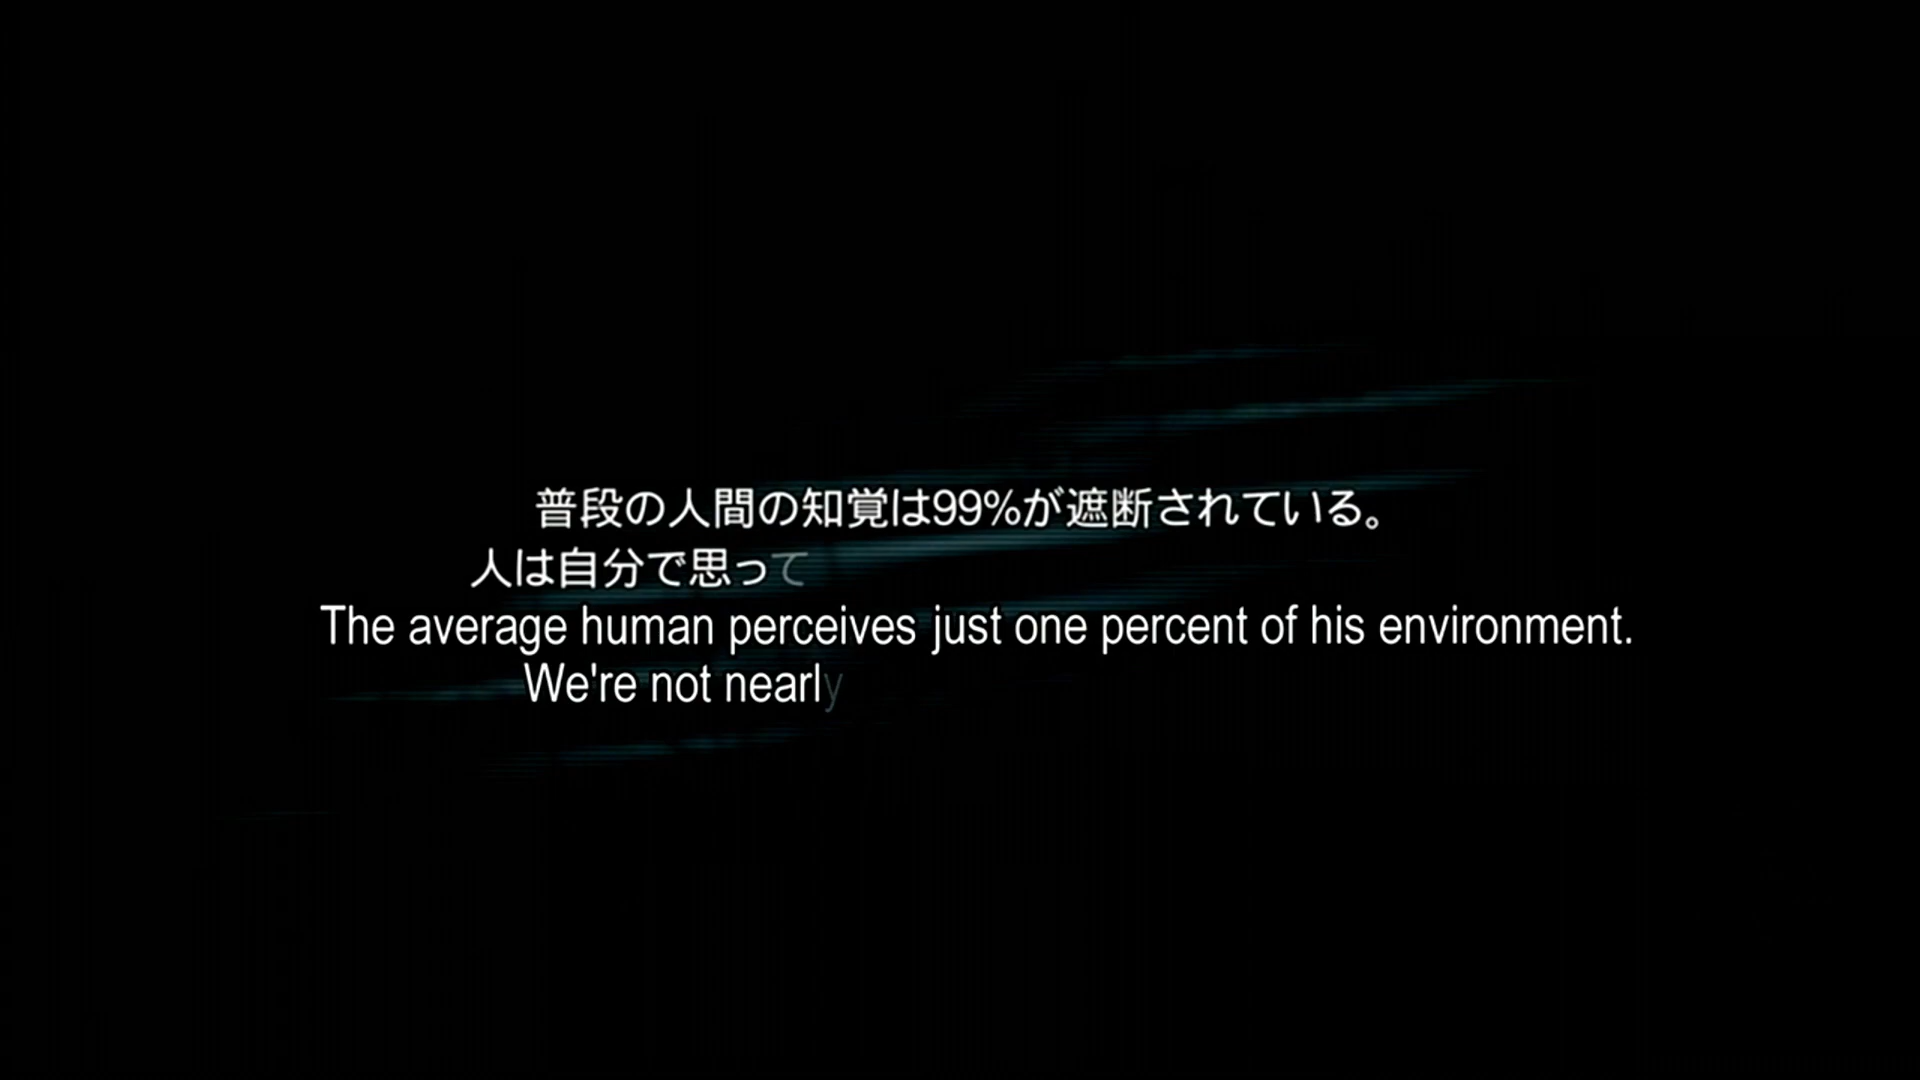 普段の人間の知覚は99%が遮断されている。
人は自分で思って
The average human perceives just one percent of his environment.
We're not nearly